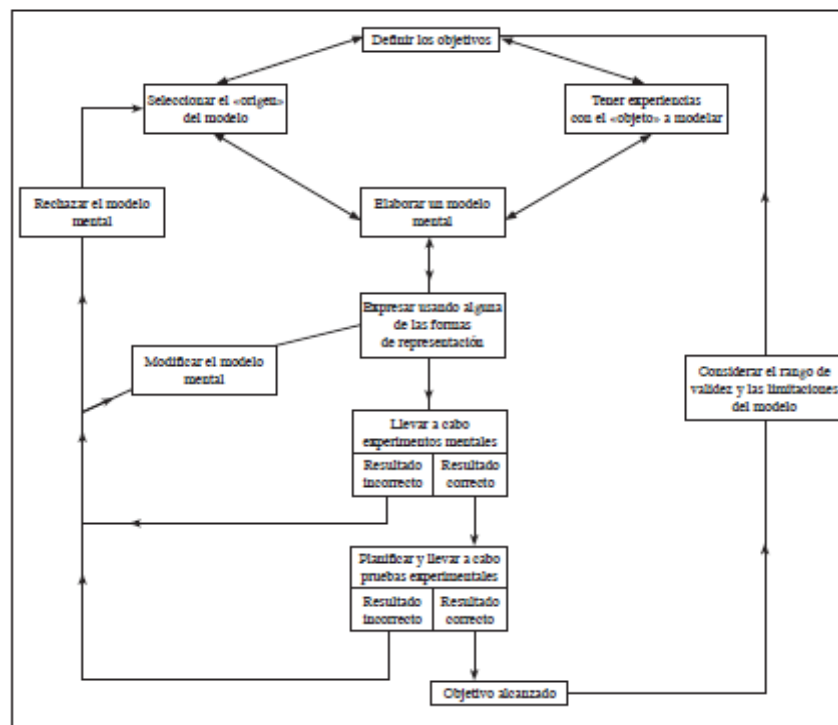 Definir los objetivos
Seleccionar el «origen»
del modelo
Tener experiencias
con el «objeto» a modelar
Rechazar el modelo
mental
Elaborar un modelo
mental
Expresar usando alguna
de las formas
de representación
Modificar el modelo
mental
Considerar el rango de
validez y las limitaciones
del modelo
Llevar a cabo
experimentos mentales
Resultado
incorrecto
Resultado
correcto
Planificar y llevar a cabo
pruebas experimentales
Resultado
incorrecto
Resultado
correcto
Objetivo alcanzado